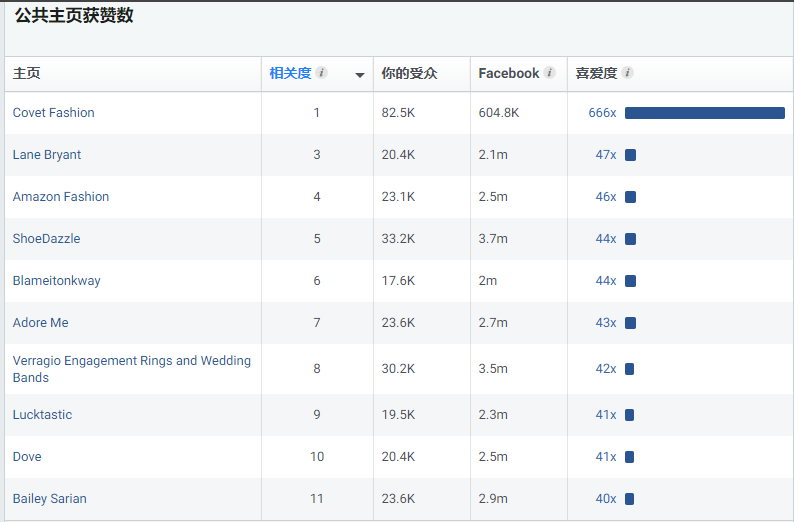 公共主页获赞数
主页 相关度 i 你的受众 Facebook i 喜爱度 i
Covet Fashion 1 82.5K 604.8K 666x
Lane Bryant 3 20.4K 2.1m 47x
Amazon Fashion 4 23.1K 2.5m 46x
ShoeDazzle 5 33.2K 3.7m 44x
Blameitonkway 6 17.6K 2m 44x
Adore Me 7 23.6K 2.7m 43x
Verragio Engagement Rings and Wedding
Bands 8 30.2K 3.5m 42x
Lucktastic 9 19.5K 2.3m 41x
Dove 10 20.4K 2.5m 41x
Bailey Sarian 11 23.6K 2.9m 40x